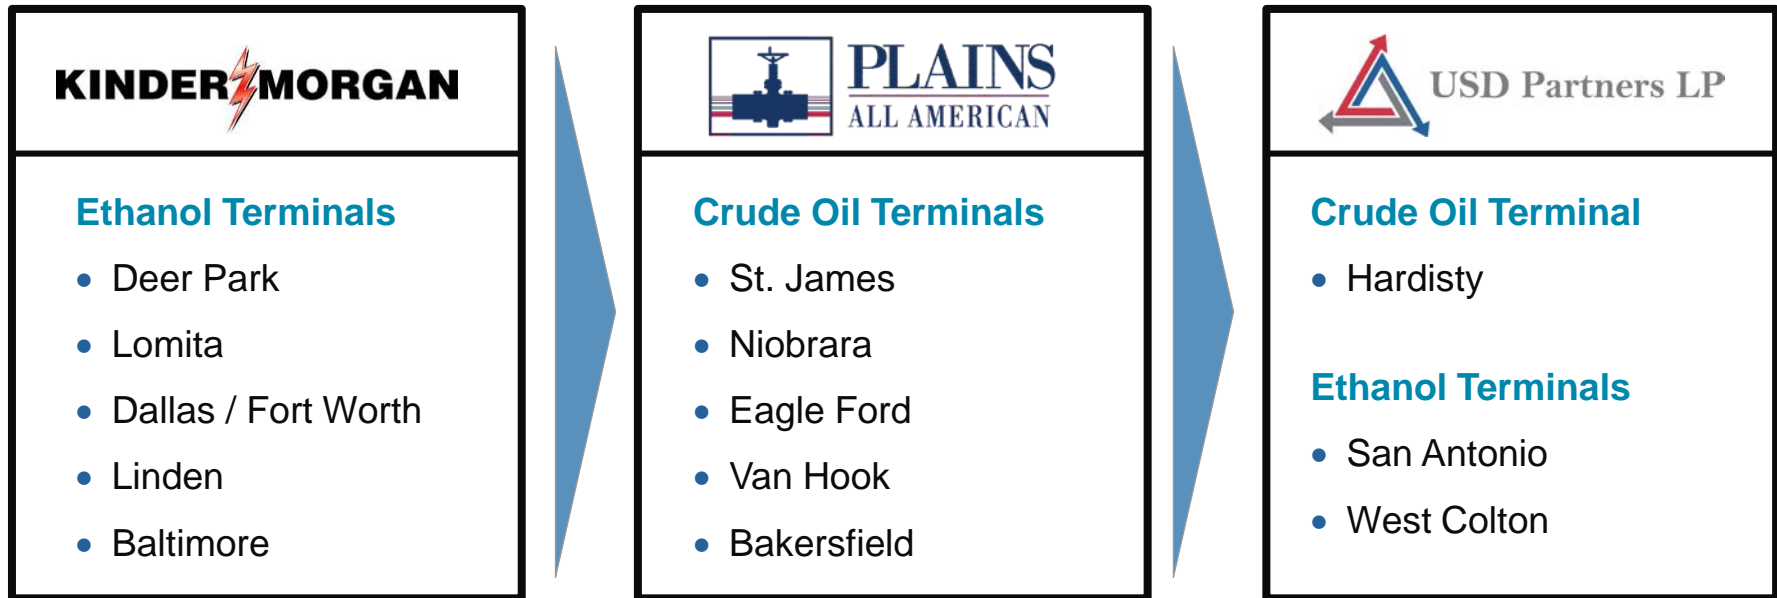 KINDER MORGAN
Ethanol Terminals
• Deer Park
• Lomita
• Dallas / Fort Worth
• Linden
• Baltimore
PLAINS
ALL AMERICAN
Crude Oil Terminals
• St. James
• Niobrara
• Eagle Ford
• Van Hook
• Bakersfield
USD Partners LP
Crude Oil Terminal
• Hardisty
Ethanol Terminals
• San Antonio
• West Colton